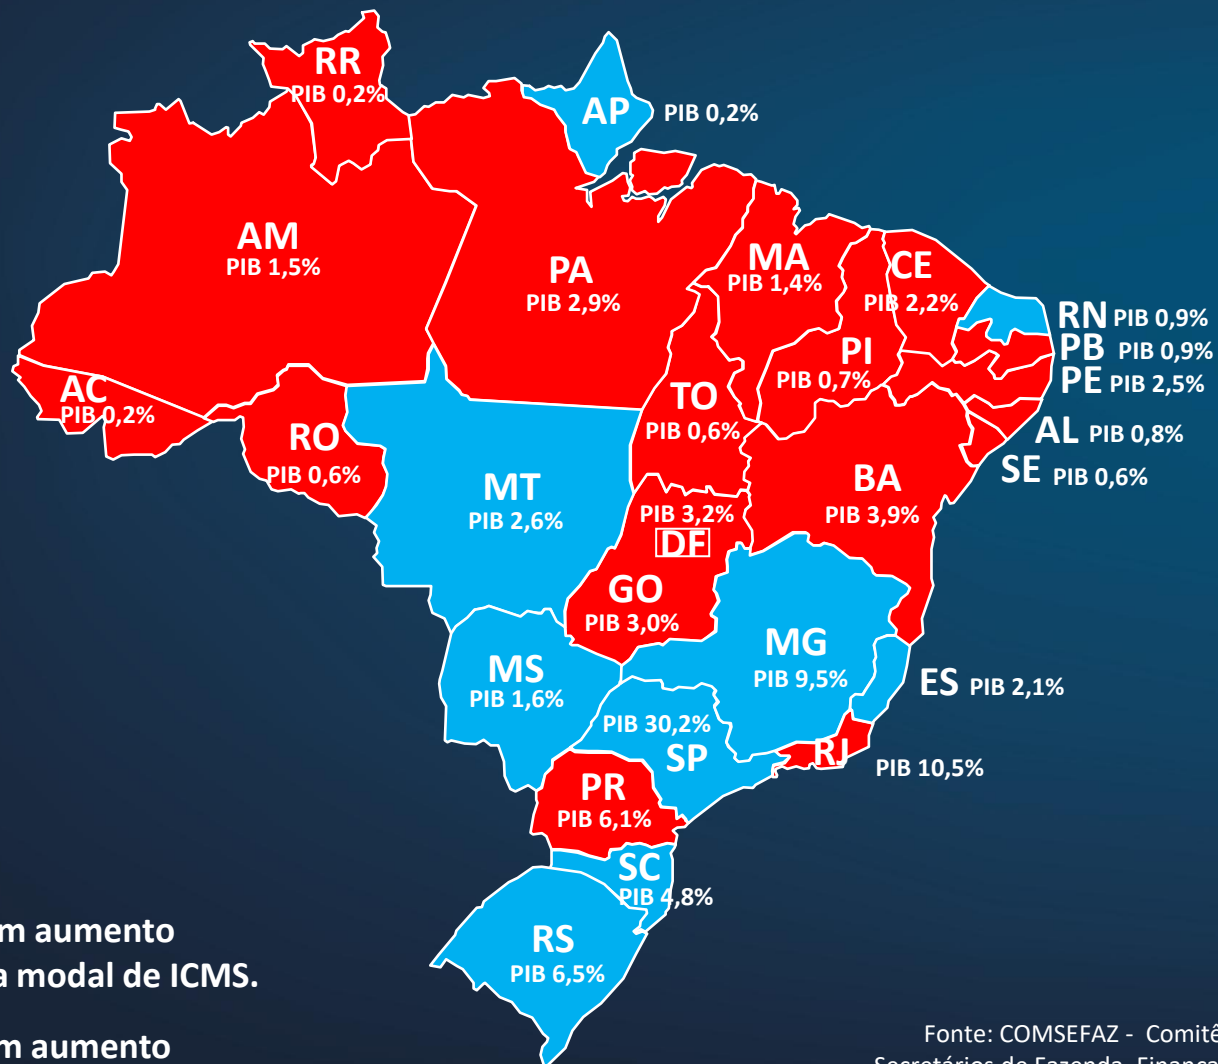 RR
PIB 0,2%
AP PIB 0,2%
AM
PIB 1,5%
PA
PIB 2,9%
MA
PIB 1,4%
CE
PIB 2,2%
RN PIB 0,9%
PB PIB 0,9%
PE PIB 2,5%
PI
PIB 0,7%
AC
PIB 0,2%
TO
PIB 0,6%
AL PIB 0,8%
SE PIB 0,6%
RO
PIB 0,6%
MT
PIB 2,6%
BA
PIB 3,9%
PIB 3,2%
DF
GO
PIB 3,0%
MG
PIB 9,5%
MS
PIB 1,6%
ES PIB 2,1%
PIB 30,2%
SP
RJ
PIB 10,5%
PR
PIB 6,1%
SC
PIB 4,8%
RS
PIB 6,5%
m aumento
a modal de ICMS.
m aumento
Fonte: COMSEFAZ - Comitê
Secretários de Fazenda,